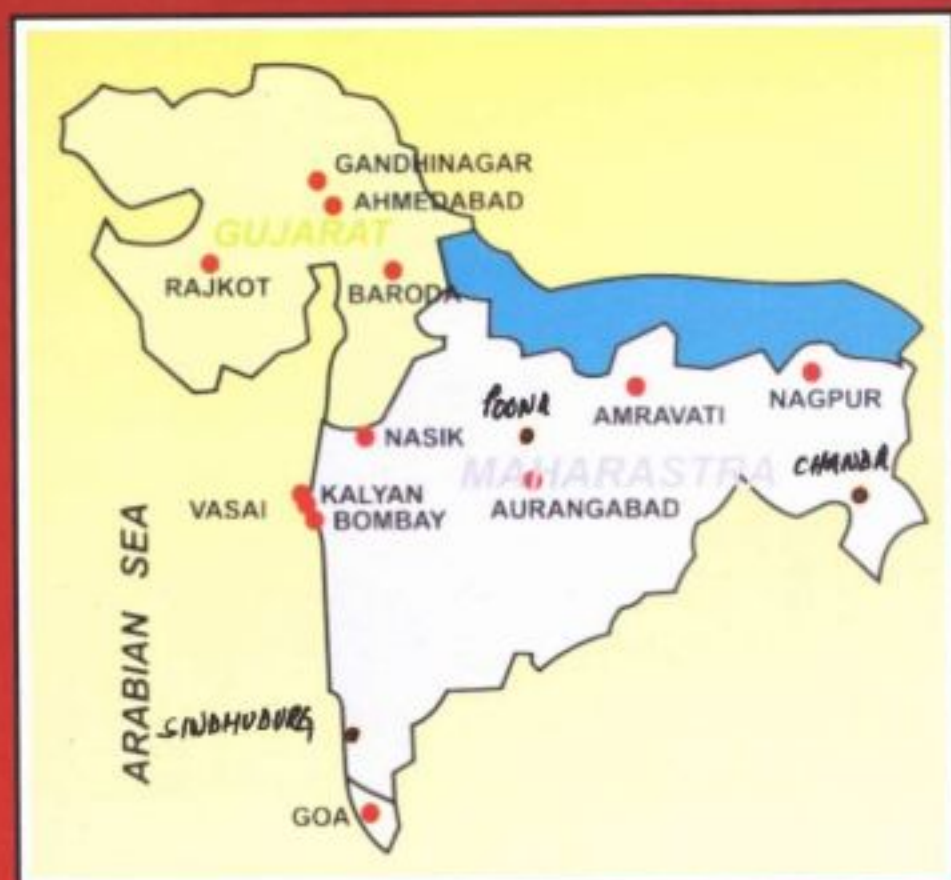 GANDHINAGAR
AHMEDABAD
GUJARAT
RAJKOT
BARODA
POONA
AMRAVATI
NAGPUR
NASIK
MAHARASTRA
CHANDA
KALYAN
VASAI
BOMBAY
AURANGABAD
ARABIAN SEA
SINDHUDURG
GOA